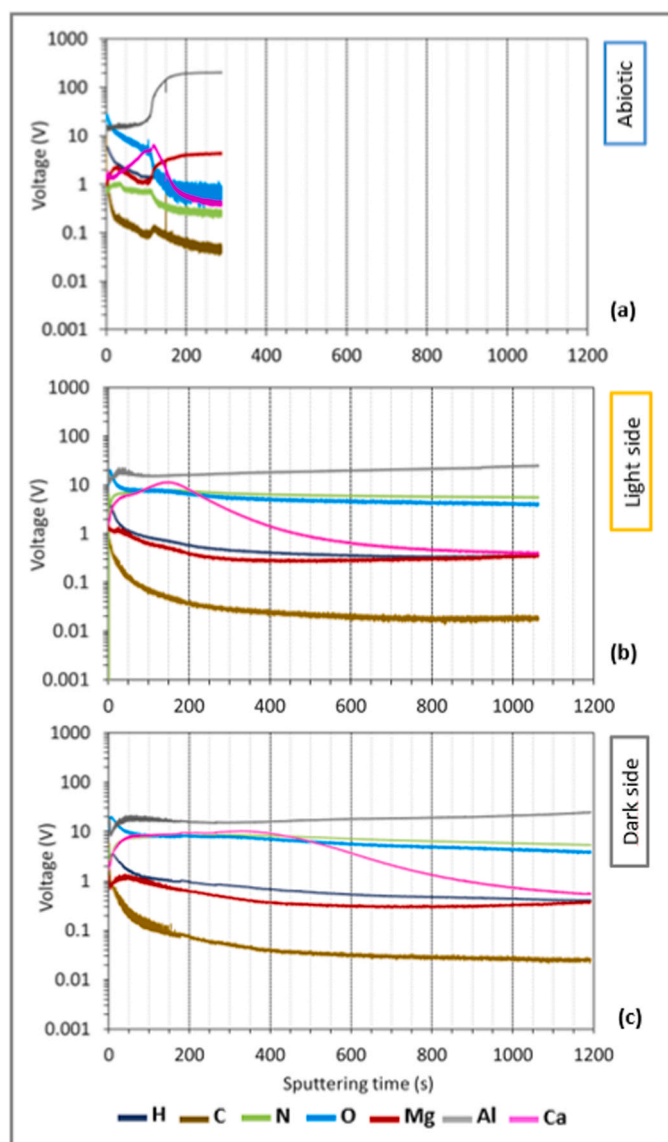 1000
100
10
1
0.1
0.01
0.001
Voltage (V)
0 200 400 600 800 1000 1200
Abiotic
(a)
1000
100
10
1
0.1
0.01
0.001
Voltage (V)
0 200 400 600 800 1000 1200
Light side
(b)
1000
100
10
1
0.1
0.01
0.001
Voltage (V)
0 200 400 600 800 1000 1200
Dark side
(c)
Sputtering time (s)
H C N O Mg Al Ca